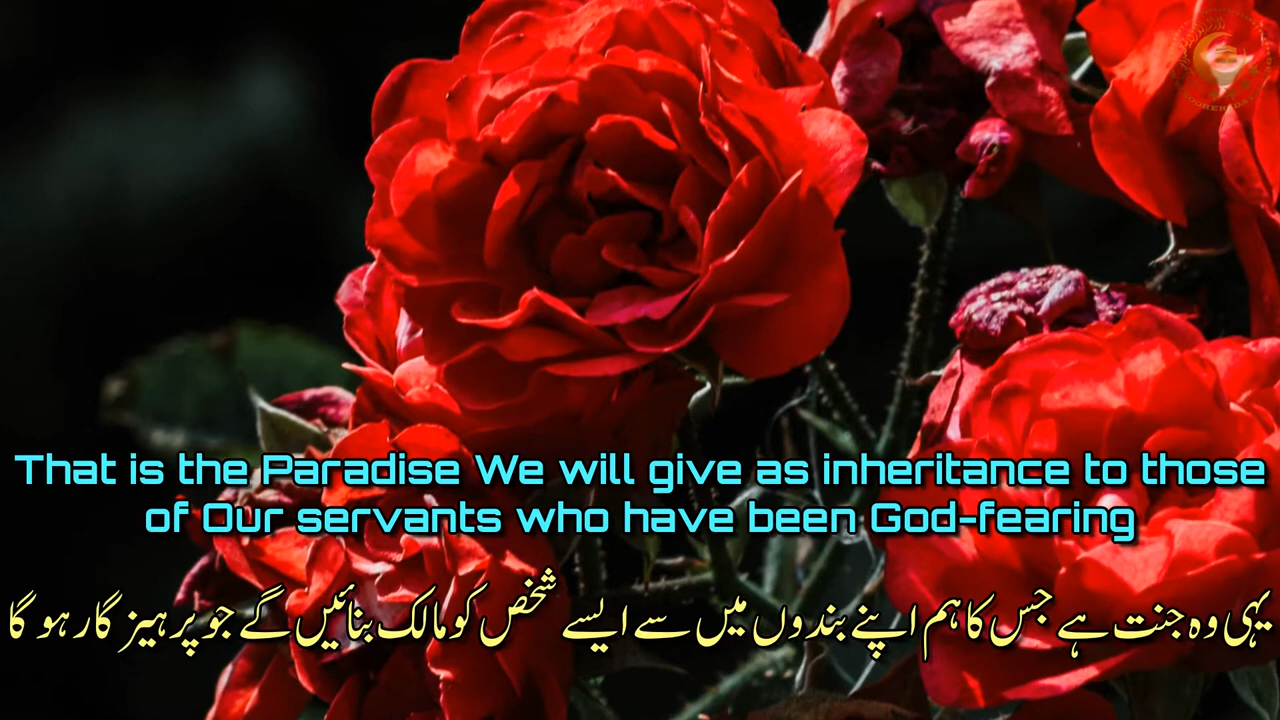 That is the Paradise We will give as inheritance to those
of Our servants who have been God-fearing
یہی وہ جنت ہے جس کا ہم اپنے بندوں میں سے ایسے شخص کو مالک بنائیں گے جو پرہیز گار ہو گا